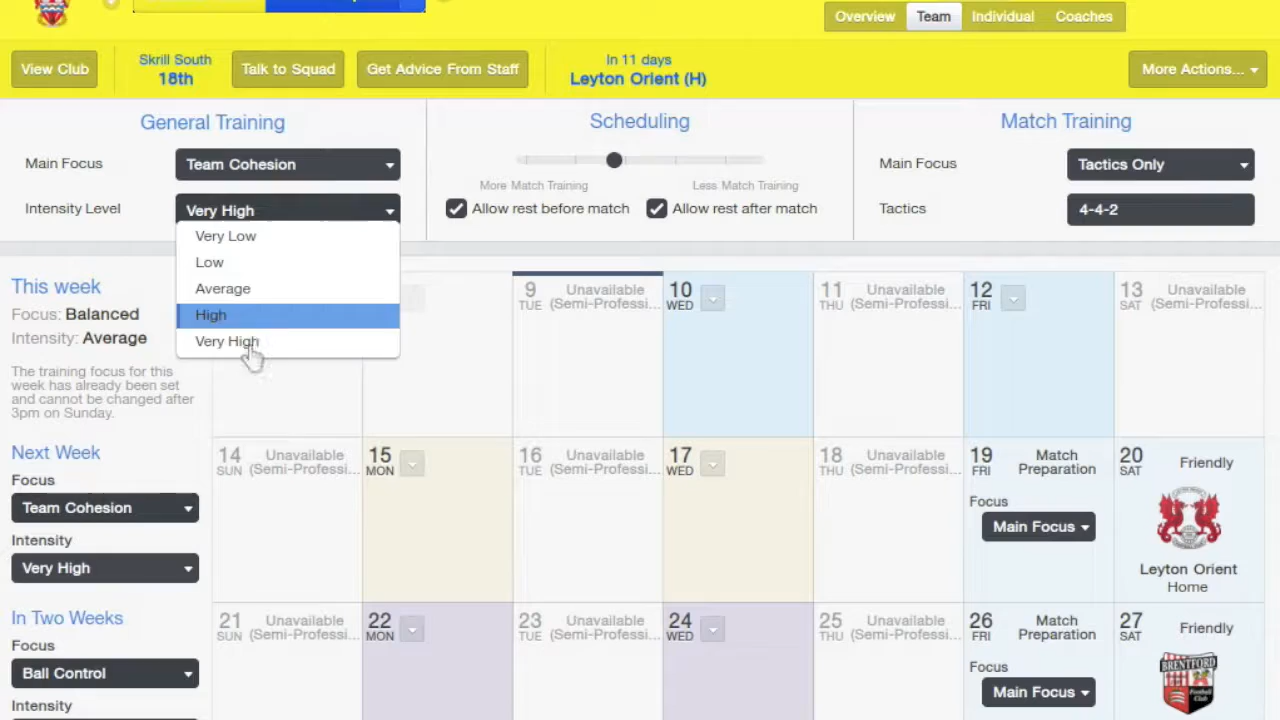 Overview Team Individual Coaches
View Club
Skrill South
18th
Talk to Squad
Get Advice From Staff
In 11 days
Leyton Orient (H)
More Actions...
General Training
Main Focus
Team Cohesion
Intensity Level
Very High
Very Low
Low
Average
High
Very High
Scheduling
More Match Training
Less Match Training
Allow rest before match
Allow rest after match
Match Training
Main Focus
Tactics Only
Tactics
4-4-2
This week
Focus: Balanced
Intensity: Average
The training focus for this
week has already been set
and cannot be changed after
3pm on Sunday.
9 TUE
Unavailable
(Semi-Professi...
10 WED
11 THU
Unavailable
(Semi-Professi...
12 FRI
13 SAT
Unavailable
(Semi-Professi...
Next Week
Focus
Team Cohesion
Intensity
Very High
14 SUN
Unavailable
(Semi-Professi...
15 MON
16 TUE
Unavailable
(Semi-Professi...
17 WED
18 THU
Unavailable
(Semi-Professi...
19 FRI
Match
Preparation
Focus
Main Focus
20 SAT
Friendly
Leyton Orient
Home
In Two Weeks
Focus
Ball Control
Intensity
21 SUN
Unavailable
(Semi-Professi...
22 MON
23 TUE
Unavailable
(Semi-Professi...
24 WED
25 THU
Unavailable
(Semi-Professi...
26 FRI
Match
Preparation
Focus
Main Focus
27 SAT
Friendly
BRENTFORD